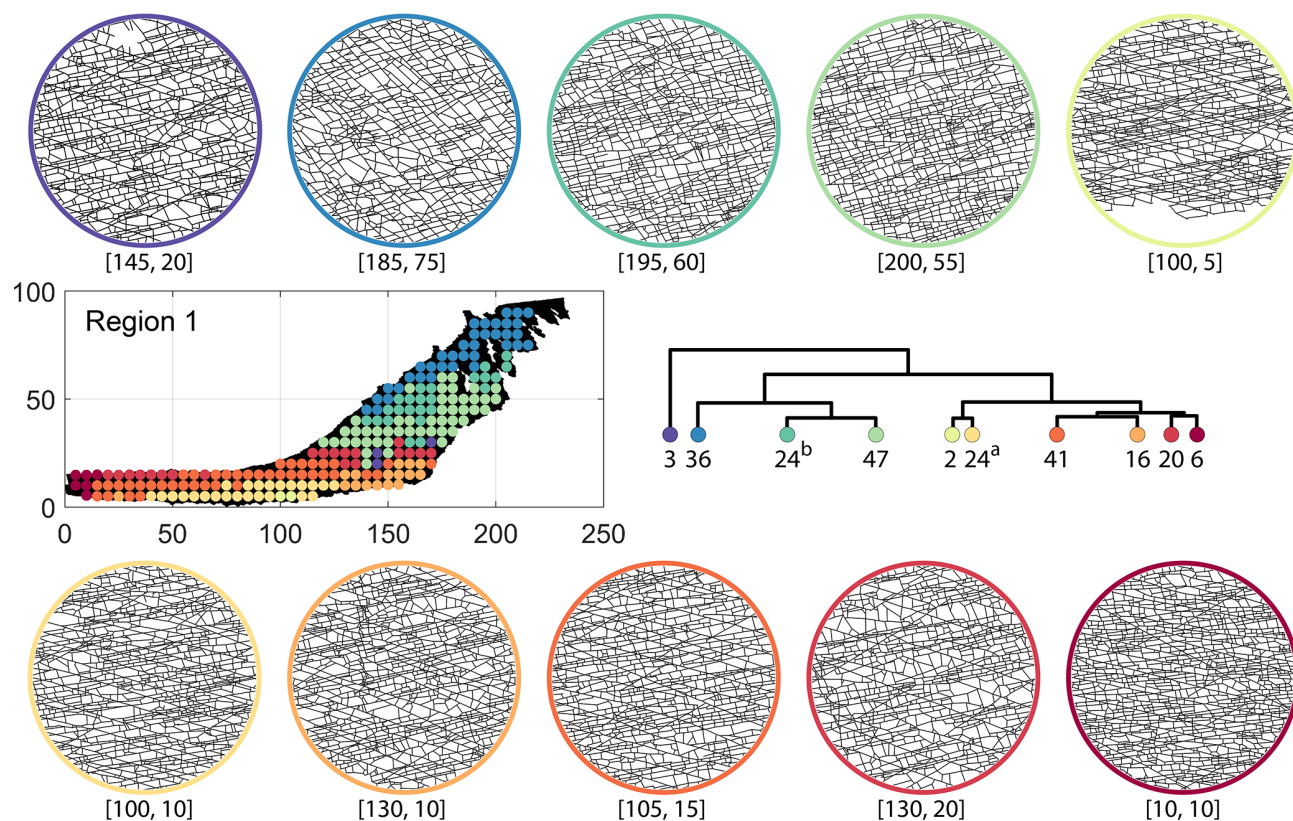 [145, 20] [185, 75] [195, 60] [200, 55] [100, 5]
100
Region 1
50
0
0 50 100 150 200 250
3 36 24b 47 2 24a 41 16 20 6
[100, 10] [130, 10] [105, 15] [130, 20] [10, 10]